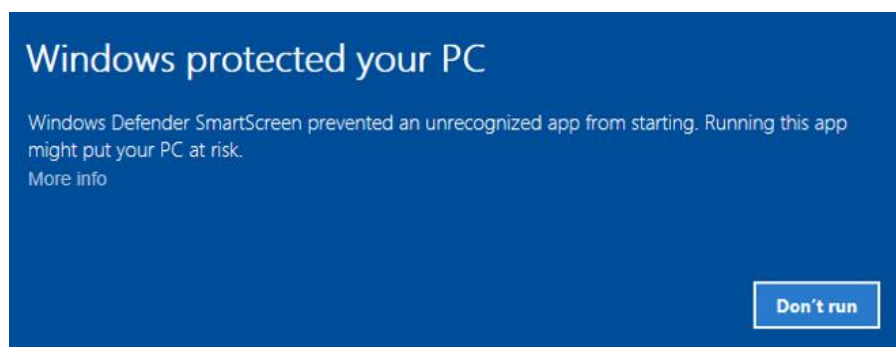 Windows protected your PC
Windows Defender SmartScreen prevented an unrecognized app from starting. Running this app
might put your PC at risk.
More info
Don't run